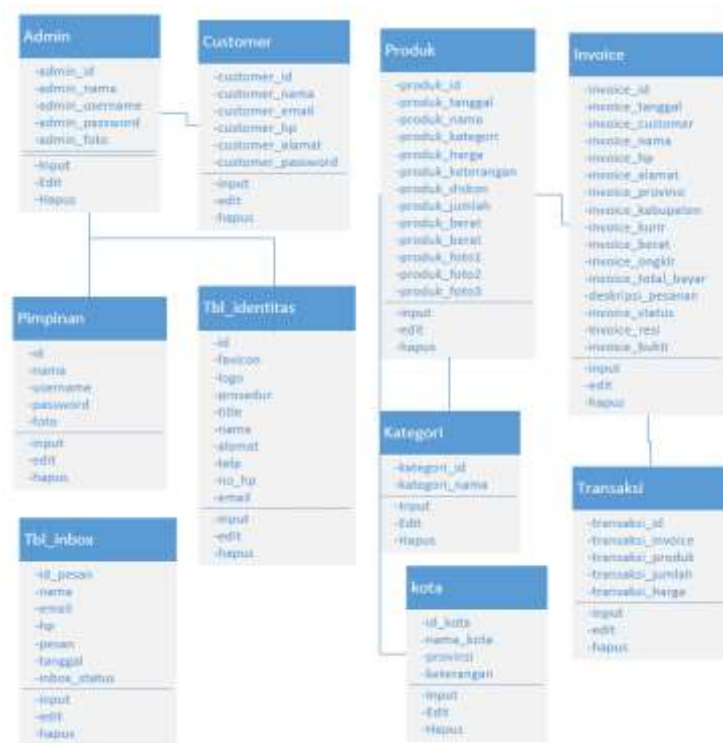 Admin
-admin_id
-admin_nama
-admin_username
-admin_password
-admin_foto
-Input
-Edit
-Hapus
Customer
-customer_id
-customer_nama
-customer_email
-customer_hp
-customer_alamat
-customer_password
-input
-edit
-hapus
Produk
-produk_id
-produk_tanggal
-produk_nama
-produk_kategori
-produk_harga
-produk_keterangan
-produk_diskon
-produk_jumlah
-produk_berat
-produk_berat
-produk_foto1
-produk_foto2
-produk_foto3
-input
-edit
-hapus
Invoice
-invoice_id
-invoice_tanggal
-invoice_customer
-invoice_nama
-invoice_hp
-invoice_alamat
-invoice_provinsi
-invoice_kabupaten
-invoice_kurir
-invoice_berat
-invoice_ongkir
-invoice_total_bayar
-deskripsi_pesanan
-invoice_status
-invoice_resi
-invoice_bukti
-input
-edit
-hapus
Pimpinan
-id
-nama
-username
-password
-foto
-input
-edit
-hapus
Tbl_identitas
-id
-favicon
-logo
-prosedur
-title
-nama
-alamat
-telp
-no_hp
-email
-input
-edit
-hapus
Kategori
-kategori_id
-kategori_nama
-Input
-Edit
-Hapus
Transaksi
-transaksi_id
-transaksi_invoice
-transaksi_produk
-transaksi_jumlah
-transaksi_harga
-input
-edit
-hapus
Tbl_inbox
-id_pesan
-nama
-email
-hp
-pesan
-tanggal
-inbox_status
-input
-edit
-hapus
kota
-id_kota
-nama_kota
-provinsi
-keterangan
-Input
-Edit
-Hapus